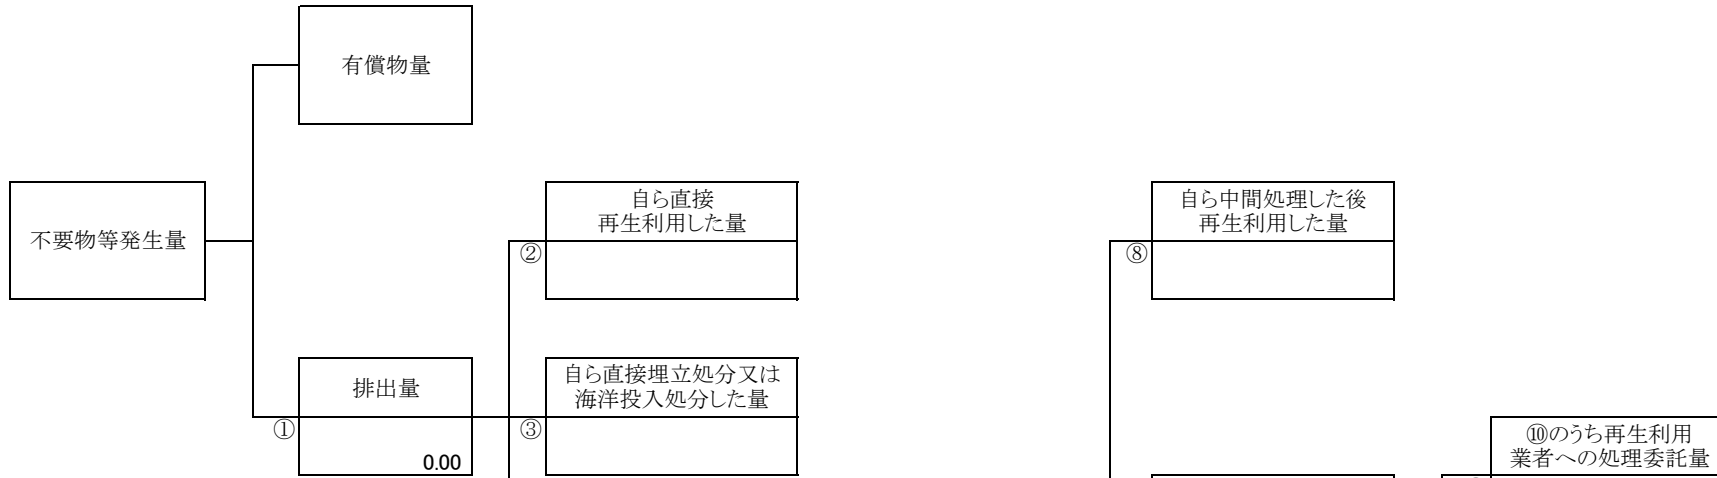 有償物量
不要物等発生量
自ら直接
再生利用した量
②
自ら中間処理した後
再生利用した量
⑧
排出量
①
0.00
自ら直接埋立処分又は
海洋投入処分した量
③
⑩のうち再生利用
業者への処理委託量